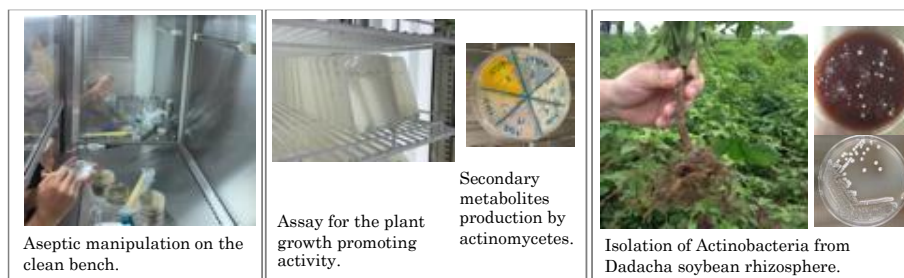 Aseptic manipulation on the
clean bench.
Assay for the plant
growth promoting
activity.
Secondary
metabolites
production by
actinomycetes.
Isolation of Actinobacteria from
Dadacha soybean rhizosphere.